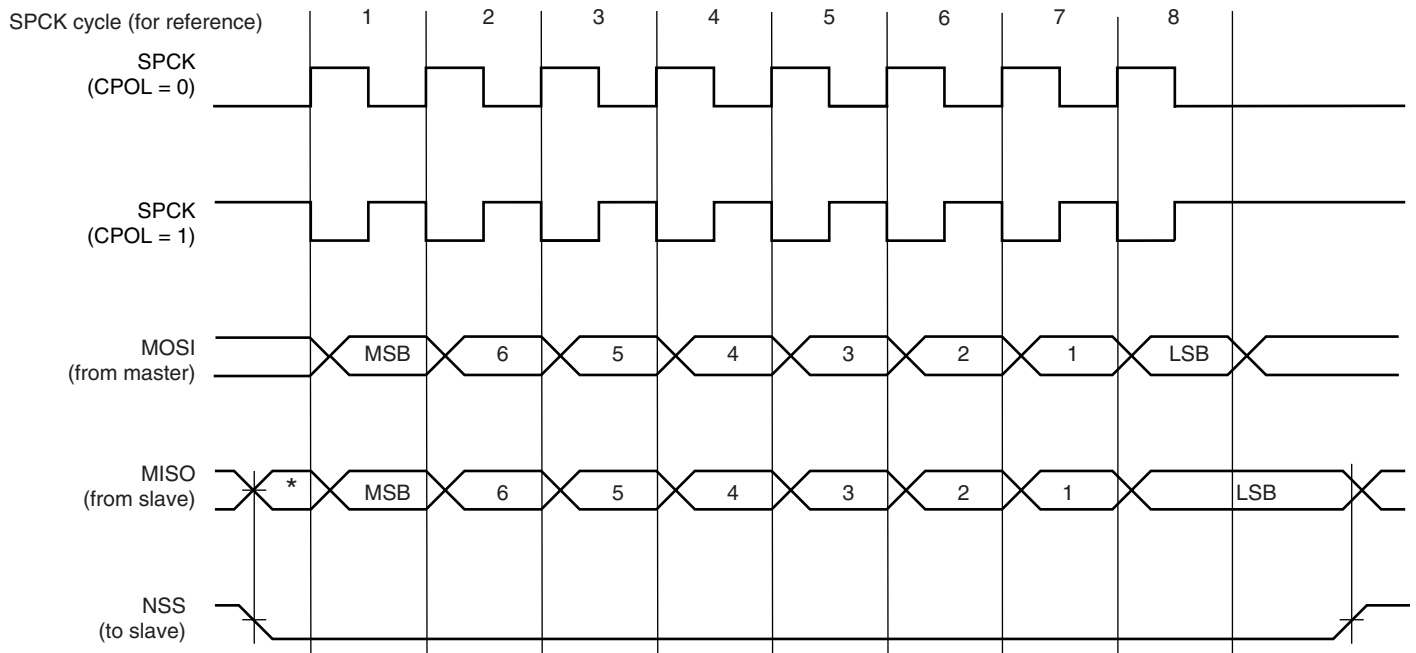 SPCK cycle (for reference) 1 2 3 4 5 6 7 8
SPCK
(CPOL = 0)
SPCK
(CPOL = 1)
MOSI
(from master)
MSB 6 5 4 3 2 1 LSB
MISO
(from slave)
* MSB 6 5 4 3 2 1 LSB
NSS
(to slave)